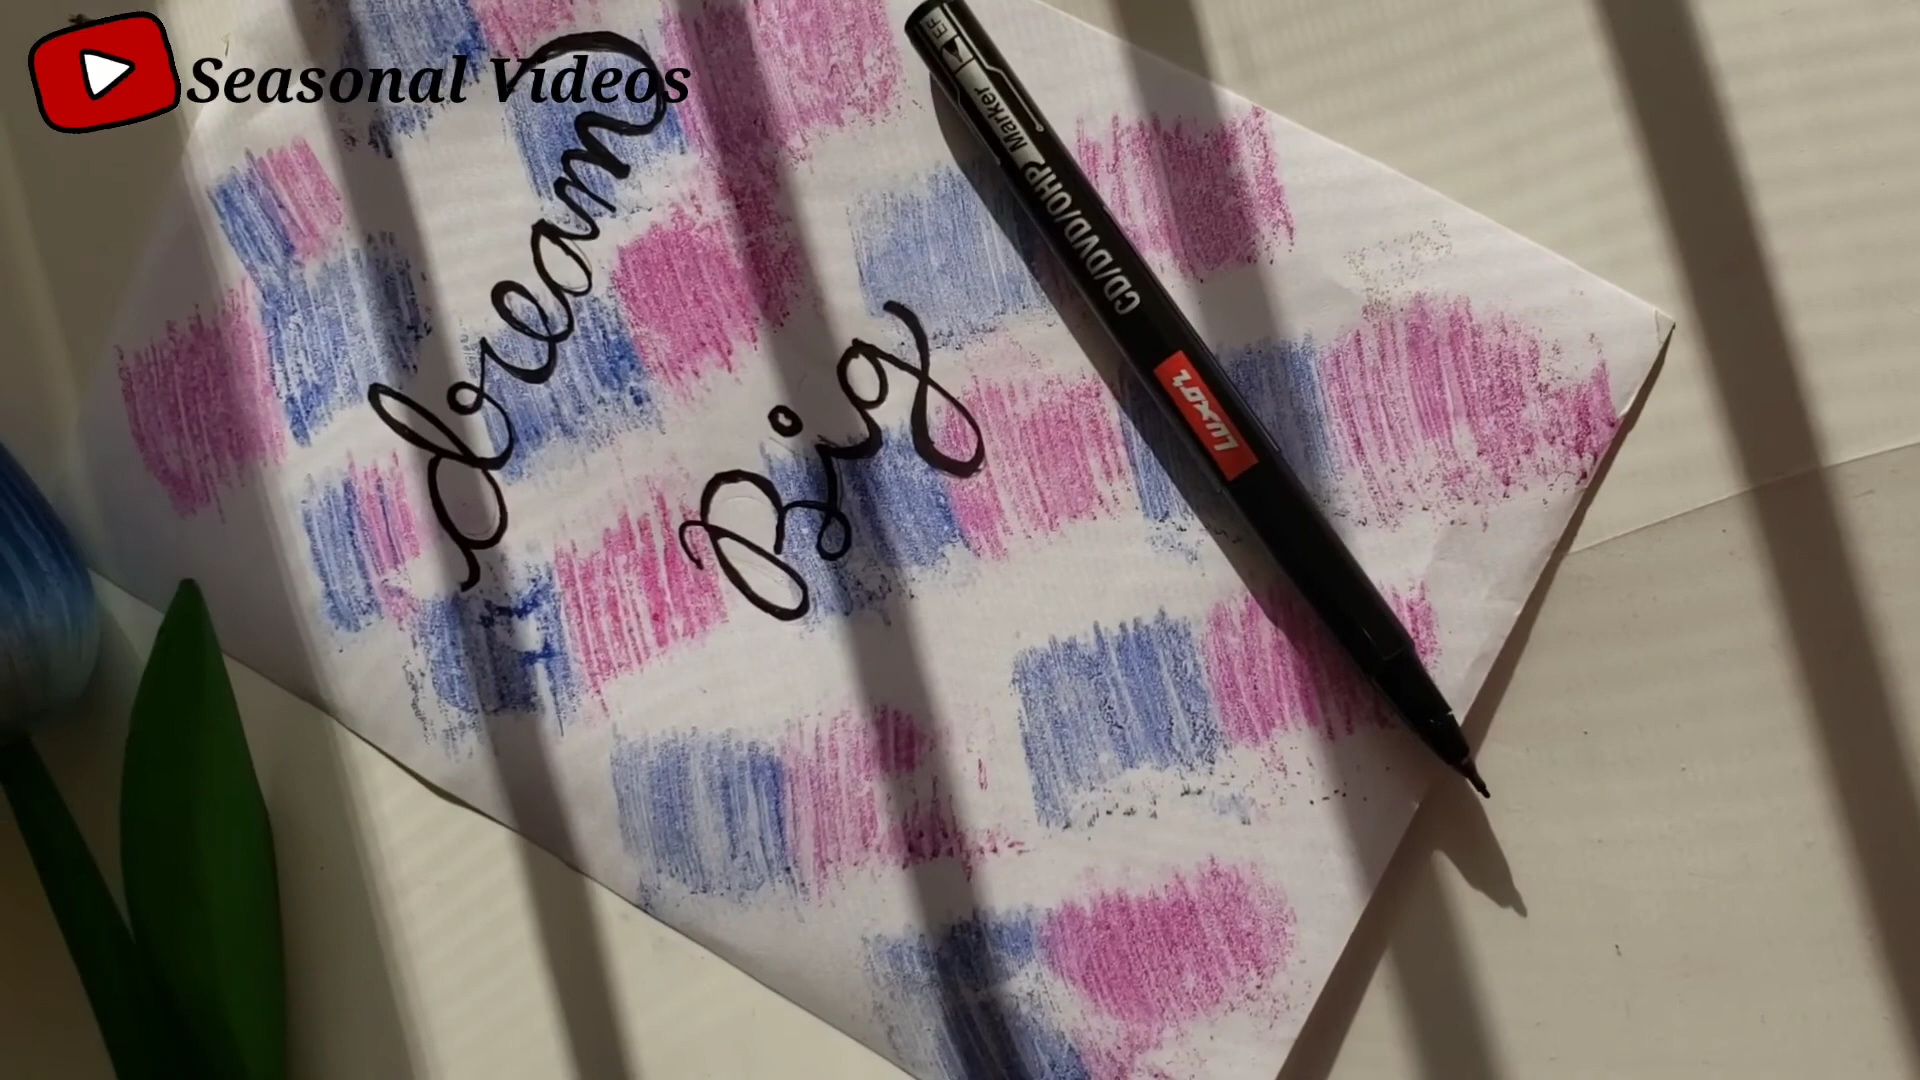 Seasonal Videos
dream
Big
EF
CD/DVD/OHP Marker
Luxor